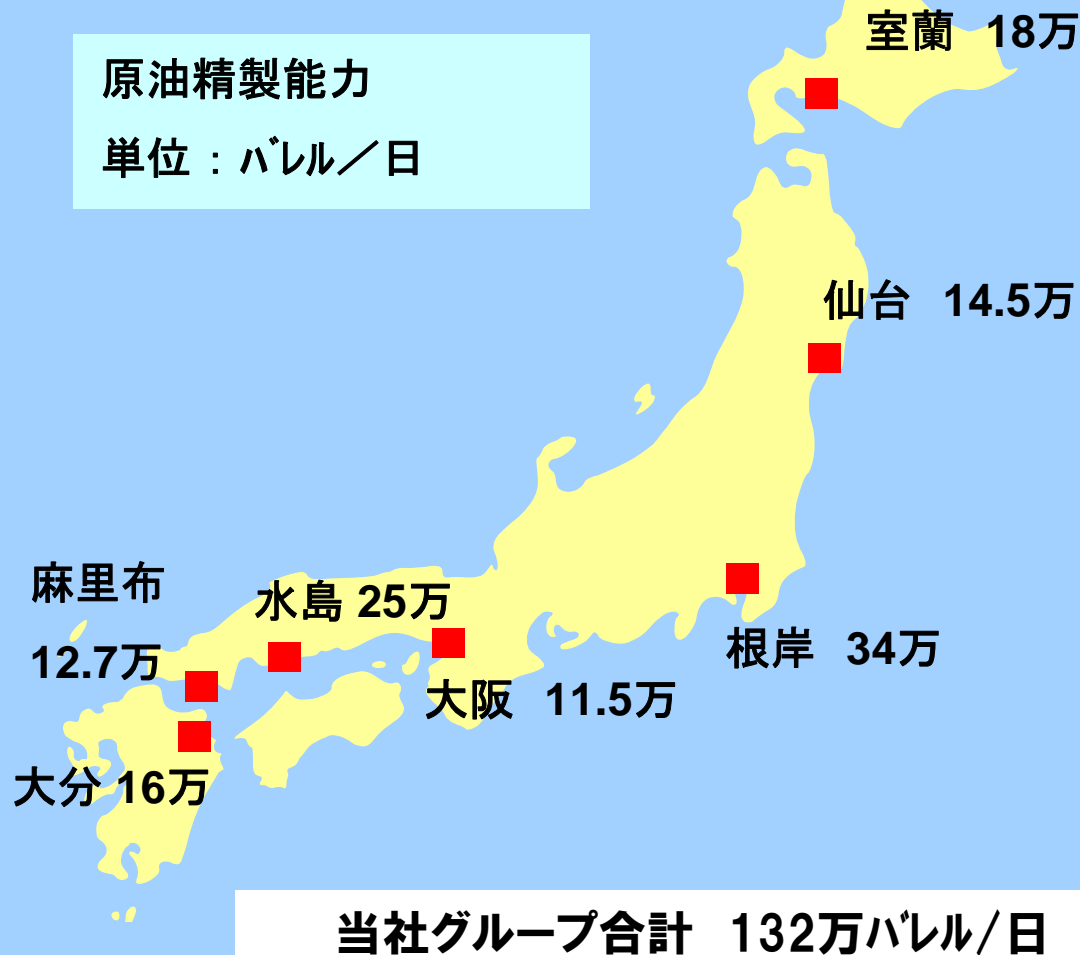 室蘭　18万
原油精製能力
単位：ﾊﾞﾚﾙ／日
仙台　14.5万
麻里布
12.7万
水島 25万
根岸　34万
大阪　11.5万
大分 16万
当社グループ合計　132万ﾊﾞﾚﾙ/日